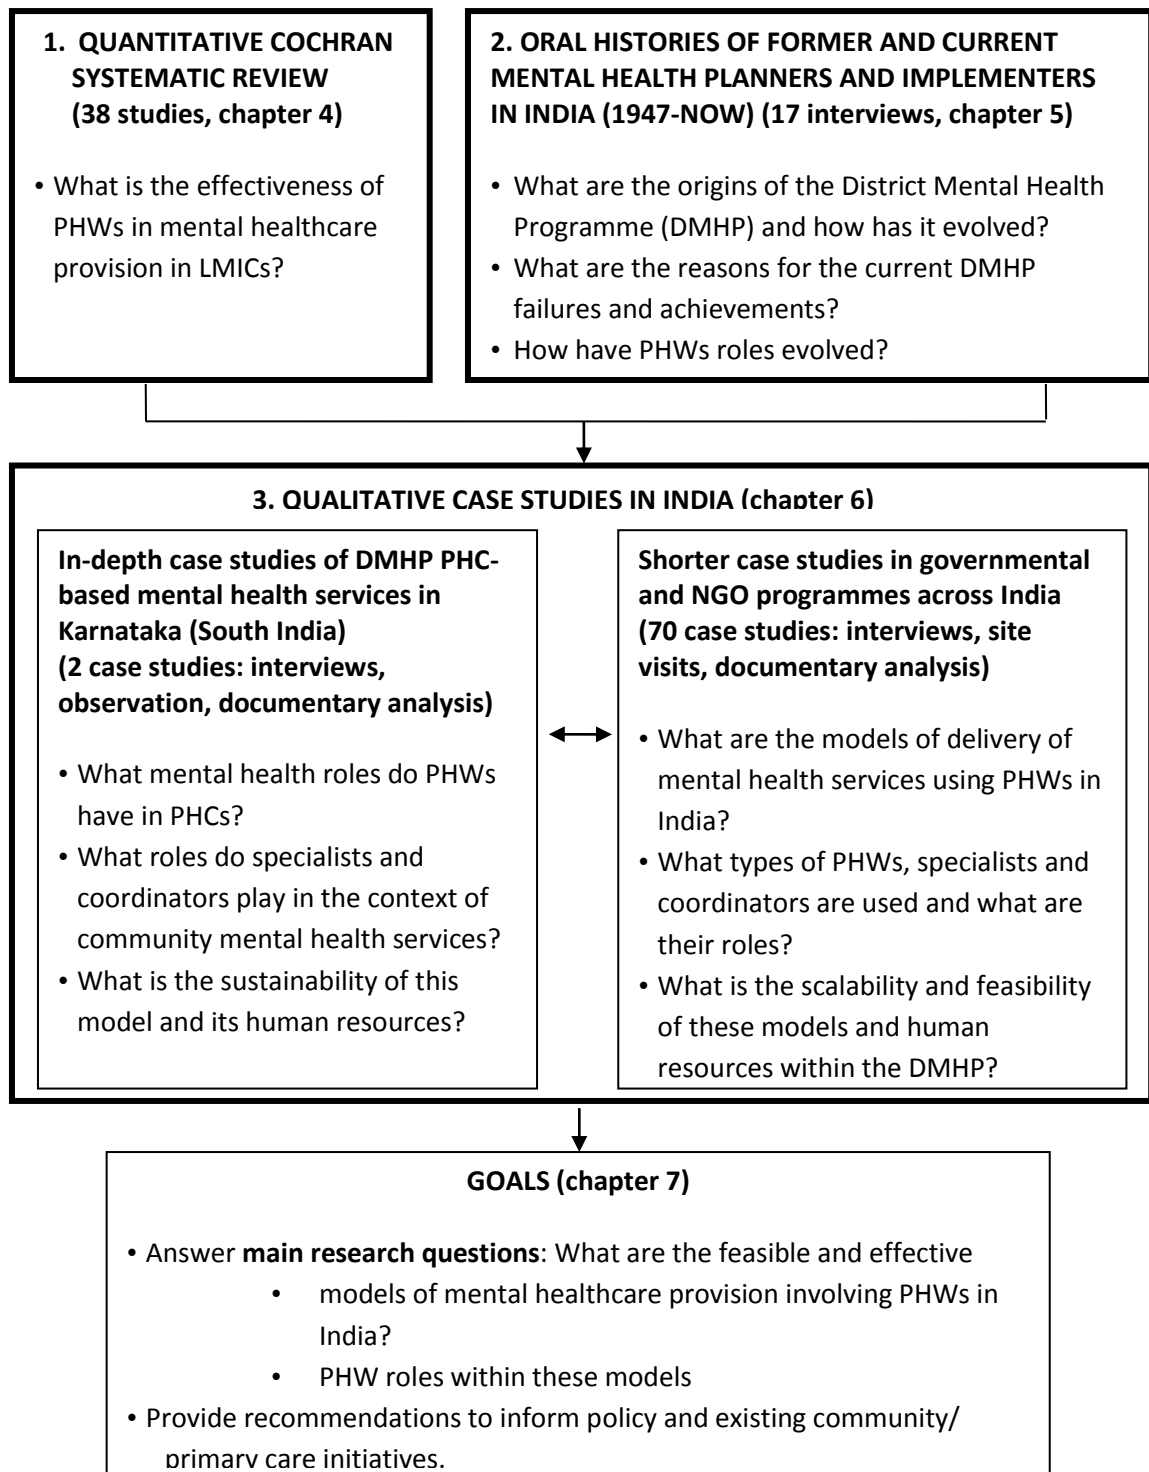 1. QUANTITATIVE COCHRAN
SYSTEMATIC REVIEW
(38 studies, chapter 4)
• What is the effectiveness of
PHWs in mental healthcare
provision in LMICs?
2. ORAL HISTORIES OF FORMER AND CURRENT
MENTAL HEALTH PLANNERS AND IMPLEMENTERS
IN INDIA (1947-NOW) (17 interviews, chapter 5)
• What are the origins of the District Mental Health
Programme (DMHP) and how has it evolved?
• What are the reasons for the current DMHP
failures and achievements?
• How have PHWs roles evolved?
3. QUALITATIVE CASE STUDIES IN INDIA (chapter 6)
In-depth case studies of DMHP PHC-
based mental health services in
Karnataka (South India)
(2 case studies: interviews,
observation, documentary analysis)
• What mental health roles do PHWs
have in PHCs?
• What roles do specialists and
coordinators play in the context of
community mental health services?
• What is the sustainability of this
model and its human resources?
Shorter case studies in governmental
and NGO programmes across India
(70 case studies: interviews, site
visits, documentary analysis)
• What are the models of delivery of
mental health services using PHWs in
India?
• What types of PHWs, specialists and
coordinators are used and what are
their roles?
• What is the scalability and feasibility
of these models and human
resources within the DMHP?
GOALS (chapter 7)
• Answer main research questions: What are the feasible and effective
• models of mental healthcare provision involving PHWs in
India?
• PHW roles within these models
• Provide recommendations to inform policy and existing community/
primary care initiatives.